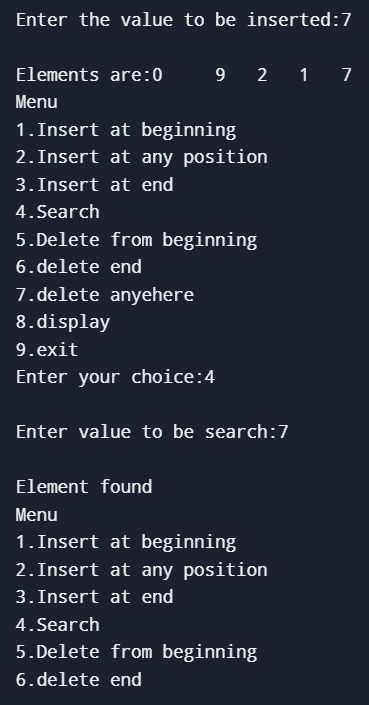 Enter the value to be inserted:7
Elements are:0 9 2 1 7
Menu
1.Insert at beginning
2.Insert at any position
3.Insert at end
4.Search
5.Delete from beginning
6.delete end
7.delete anyehere
8.display
9.exit
Enter your choice:4
Enter value to be search:7
Element found
Menu
1.Insert at beginning
2.Insert at any position
3.Insert at end
4.Search
5.Delete from beginning
6.delete end